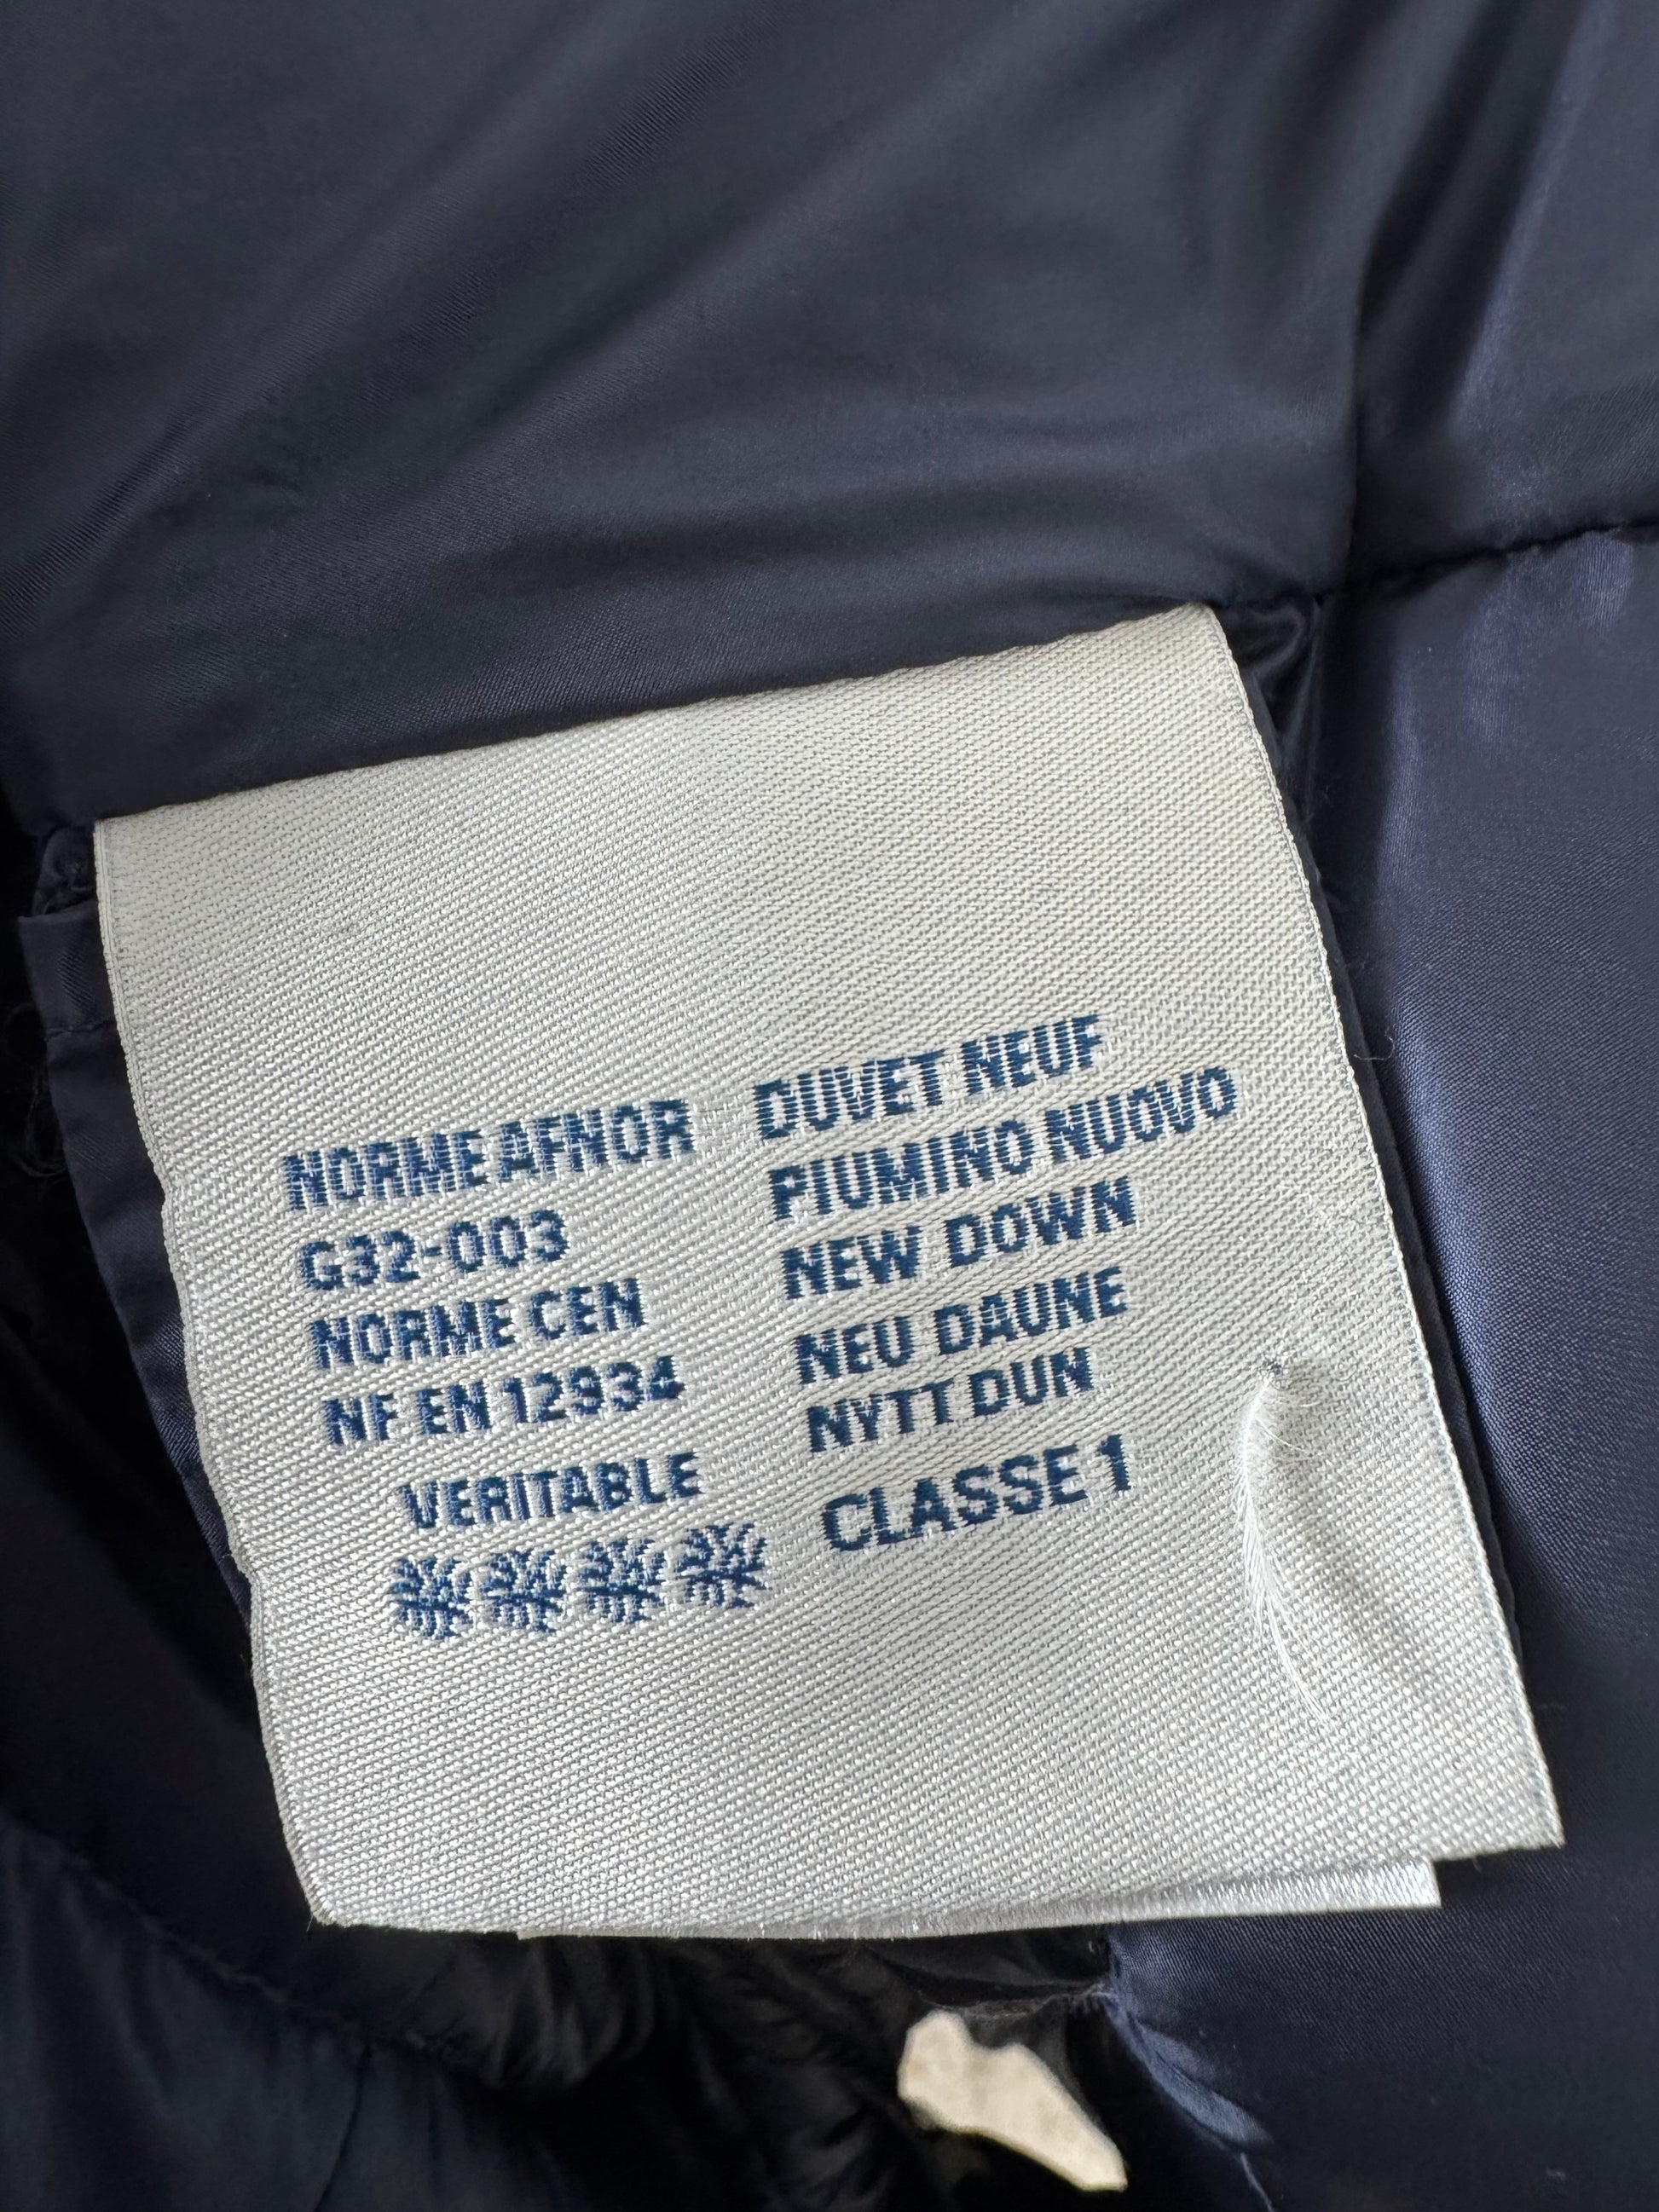 NORME AFNOR
G32-003
NORME CEN
NF EN 12934
VERITABLE
DUVET NEUF
PIUMINO NUOVO
NEW DOWN
NEU DAUNE
NYTT DUN
CLASSE 1